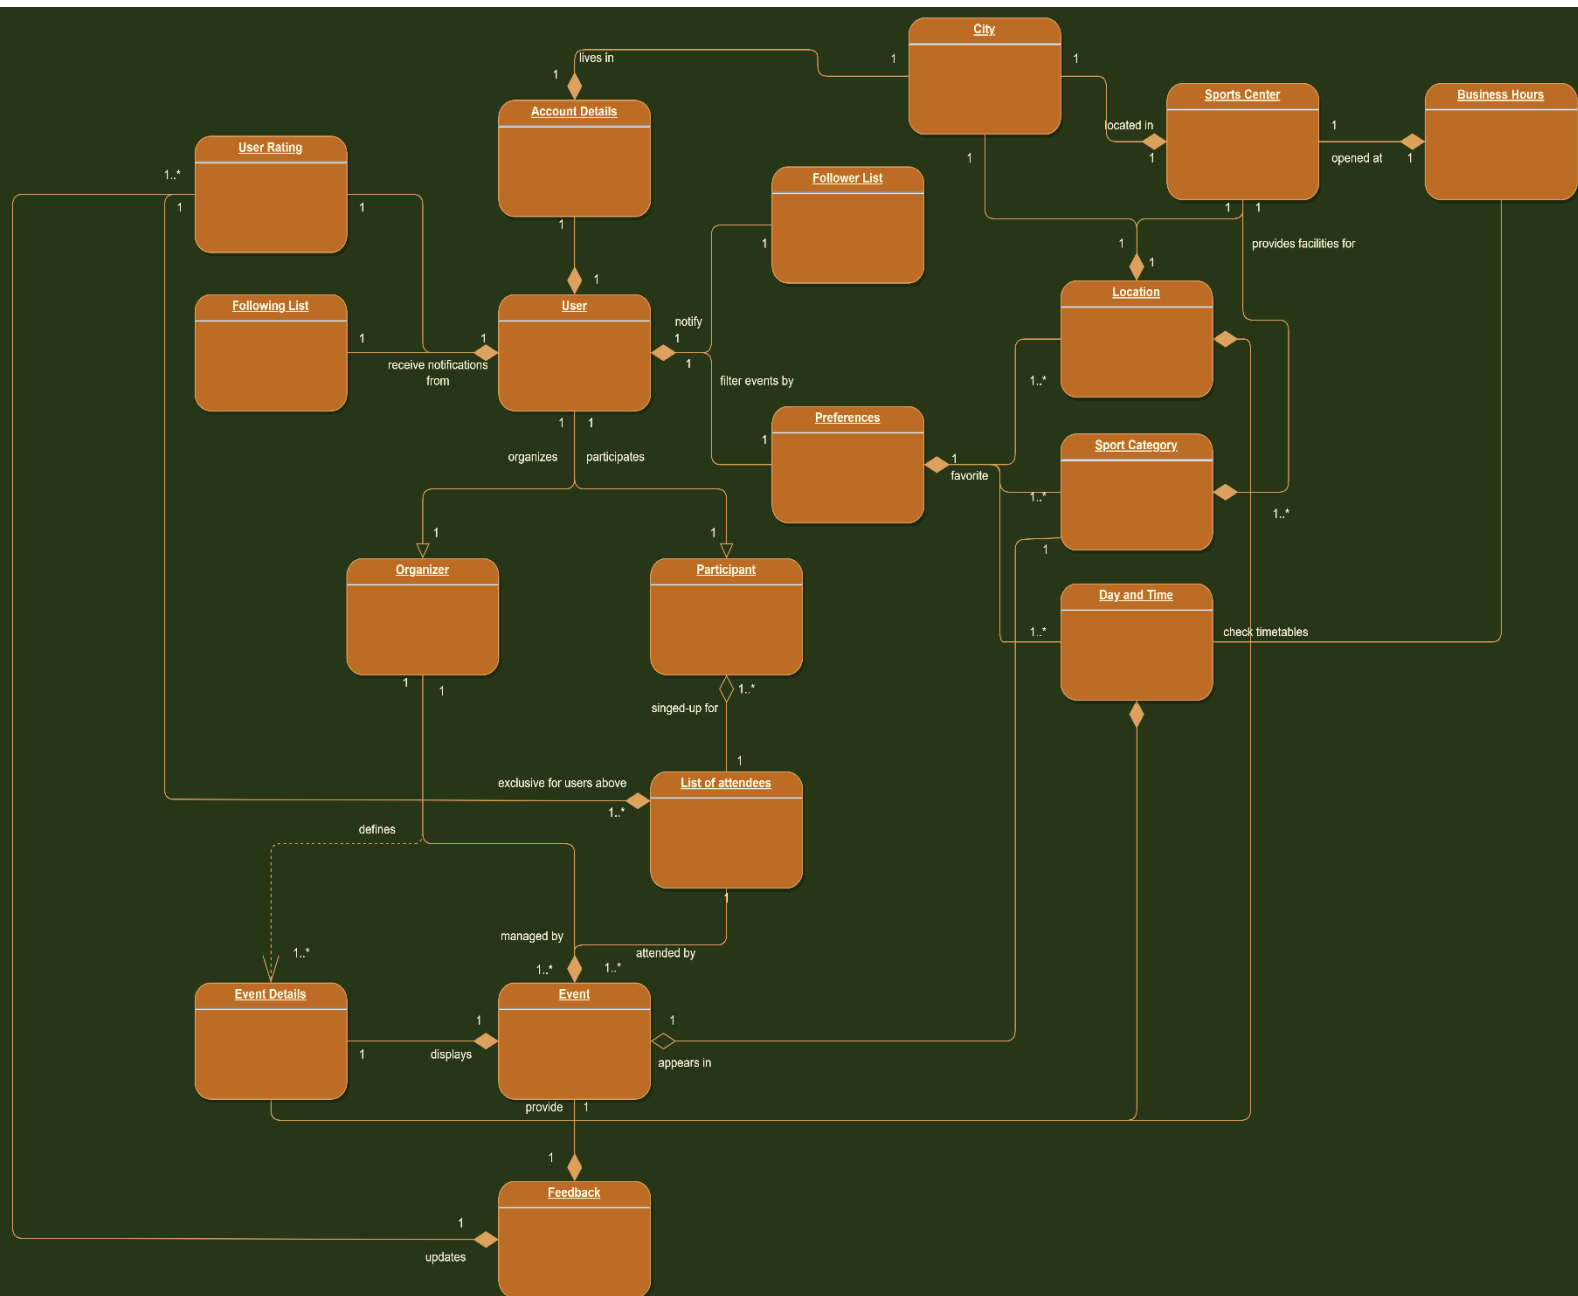 City
1
1
lives in
1
Account Details
Sports Center
Business Hours
located in
1
1
opened at
1
1
User Rating
1..*
1
1
1
Follower List
1
1
1
1
provides facilities for
1
1
1
1
User
Following List
Location
notify
1
1
1
1
receive notifications
from
filter events by
1..*
Preferences
1
1
1
organizes
participates
Sport Category
1
favorite
1..*
1..*
1
1
1
Organizer
Participant
Day and Time
1..*
check timetables
1
1
1..*
singed-up for
1
exclusive for users above
1..*
List of attendees
defines
1
managed by
attended by
1..*
1..*
1..*
Event Details
Event
1
1
1
displays
appears in
provide
1
1
Feedback
1
updates